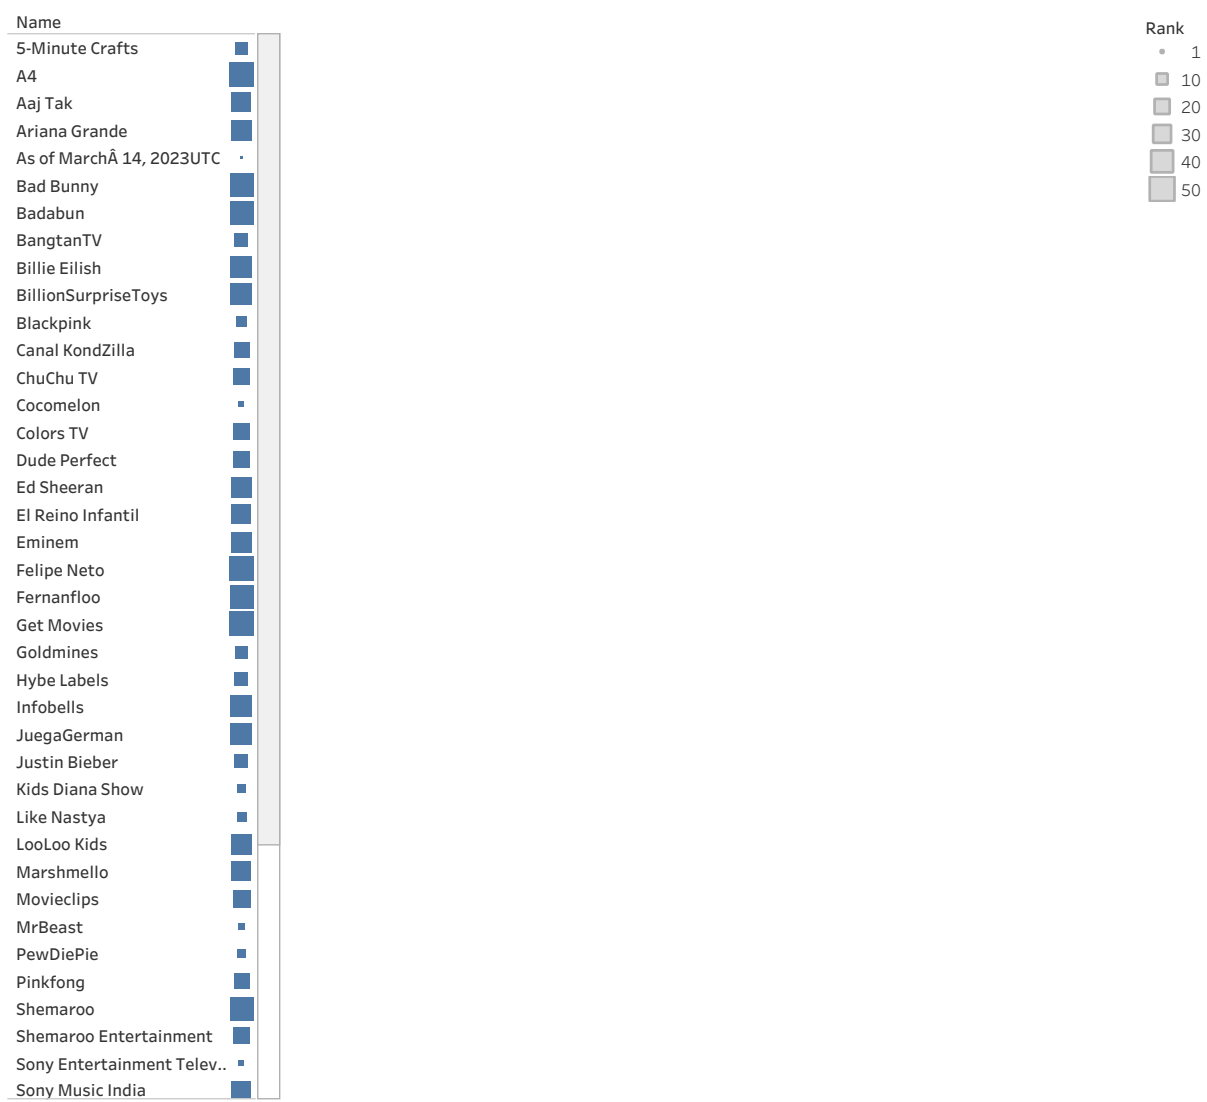 Name
5-Minute Crafts
A4
Aaj Tak
Ariana Grande
As of MarchÂ 14, 2023UTC
Bad Bunny
Badabun
BangtanTV
Billie Eilish
BillionSurpriseToys
Blackpink
Canal KondZilla
ChuChu TV
Cocomelon
Colors TV
Dude Perfect
Ed Sheeran
El Reino Infantil
Eminem
Felipe Neto
Fernanfloo
Get Movies
Goldmines
Hybe Labels
Infobells
JuegaGerman
Justin Bieber
Kids Diana Show
Like Nastya
LooLoo Kids
Marshmello
Movieclips
MrBeast
PewDiePie
Pinkfong
Shemaroo
Shemaroo Entertainment
Sony Entertainment Telev..
Sony Music India
Rank
1
10
20
30
40
50